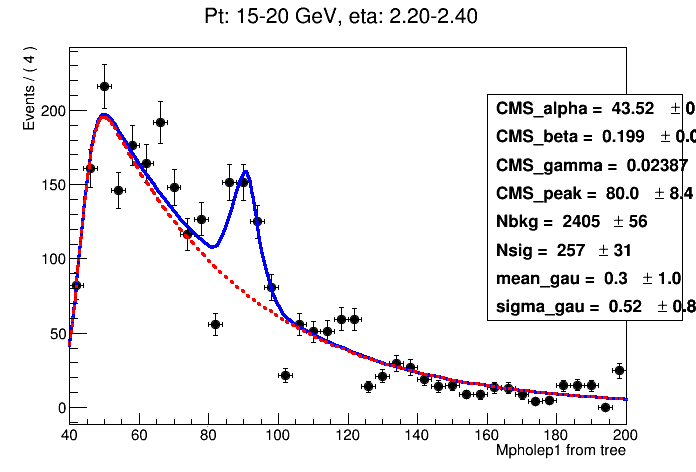 Pt: 15-20 GeV, eta: 2.20-2.40
Events / ( 4 )
200
150
100
50
0
CMS_alpha = 43.52 ± 0
CMS_beta = 0.199 ± 0.0
CMS_gamma = 0.02387
CMS_peak = 80.0 ± 8.4
Nbkg = 2405 ± 56
Nsig = 257 ± 31
mean_gau = 0.3 ± 1.0
sigma_gau = 0.52 ± 0.8
40 60 80 100 120 140 160 180 200
Mpholep1 from tree